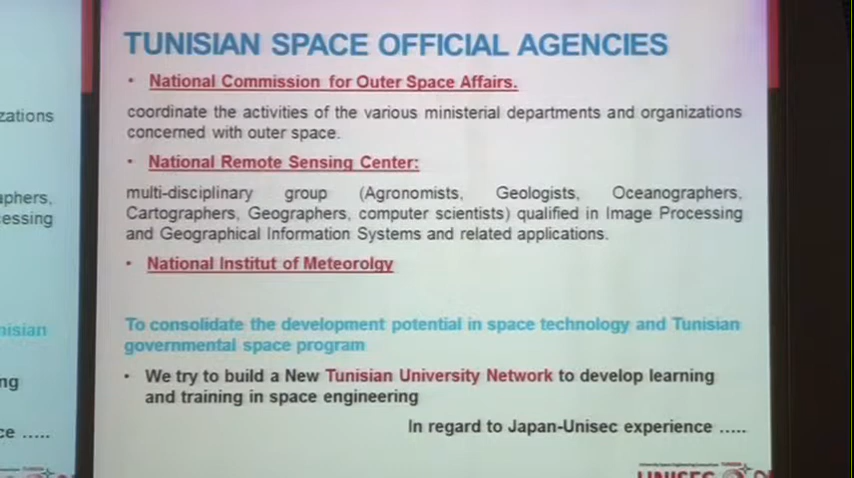 TUNISIAN SPACE OFFICIAL AGENCIES
• National Commission for Outer Space Affairs.
coordinate the activities of the various ministerial departments and organizations
concerned with outer space.
• National Remote Sensing Center:
multi-disciplinary group (Agronomists, Geologists, Oceanographers,
Cartographers, Geographers, computer scientists) qualified in Image Processing
and Geographical Information Systems and related applications.
• National Institut of Meteorolgy
To consolidate the development potential in space technology and Tunisian
governmental space program
• We try to build a New Tunisian University Network to develop learning
and training in space engineering
In regard to Japan-Unisec experience .....
zations
aphers,
essing
nisian
ng
ce .....
TUNISIA
UNISEC